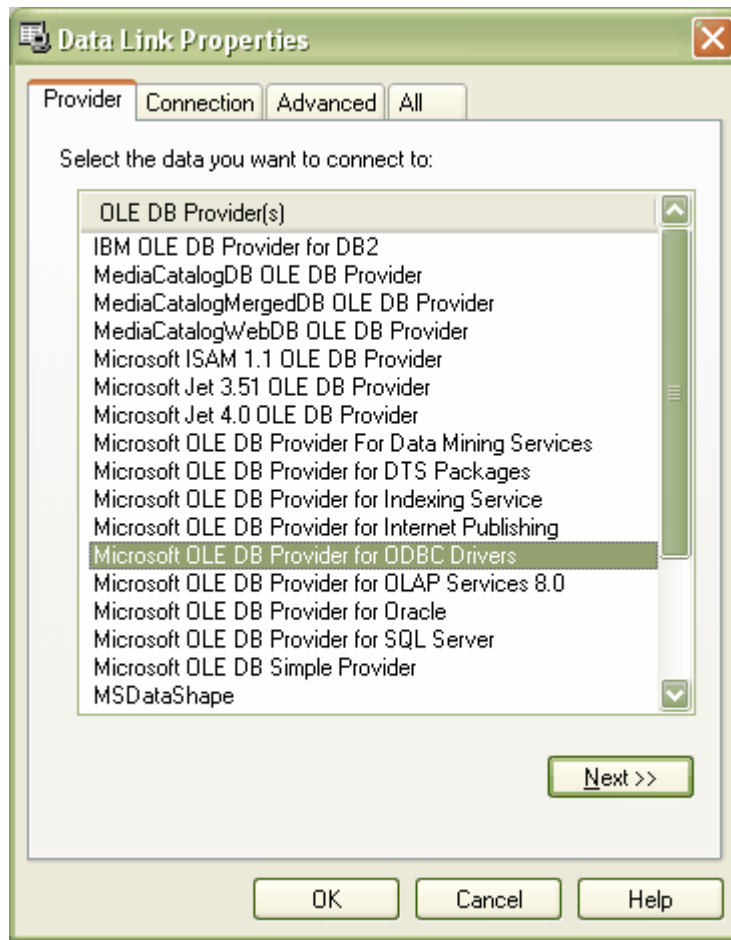 Data Link Properties
Provider Connection Advanced All
Select the data you want to connect to:
OLE DB Provider(s)
IBM OLE DB Provider for DB2
MediaCatalogDB OLE DB Provider
MediaCatalogMergedDB OLE DB Provider
MediaCatalogWebDB OLE DB Provider
Microsoft ISAM 1.1 OLE DB Provider
Microsoft Jet 3.51 OLE DB Provider
Microsoft Jet 4.0 OLE DB Provider
Microsoft OLE DB Provider For Data Mining Services
Microsoft OLE DB Provider for DTS Packages
Microsoft OLE DB Provider for Indexing Service
Microsoft OLE DB Provider for Internet Publishing
Microsoft OLE DB Provider for ODBC Drivers
Microsoft OLE DB Provider for OLAP Services 8.0
Microsoft OLE DB Provider for Oracle
Microsoft OLE DB Provider for SQL Server
Microsoft OLE DB Simple Provider
MSDataShape
Next >>
OK Cancel Help